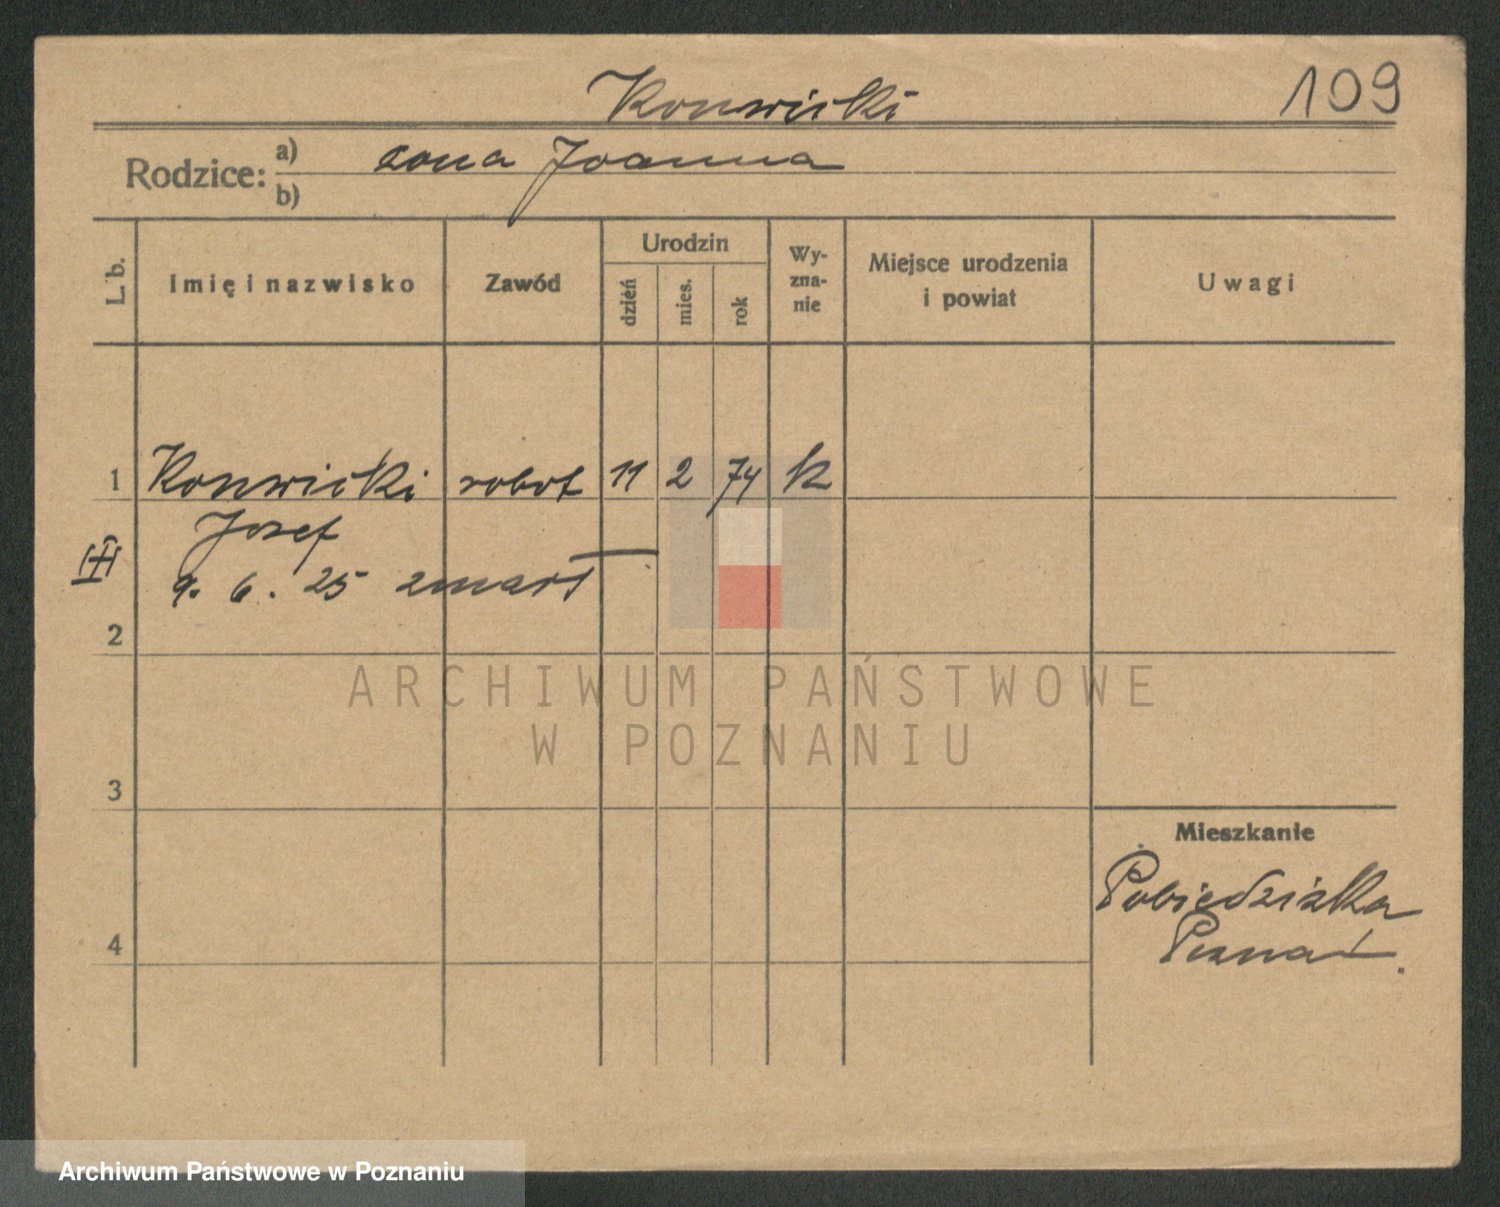 Konwicki
109
Rodzice: a) żona Joanna
b)
L. b.
Imię i nazwisko
Zawód
Urodzin
dzień
mies.
rok
Wy-
zna-
nie
Miejsce urodzenia
i powiat
Uwagi
1 Konwicki robot 11 2 74 k
Josef
9. 6. 25 zmarł
2
3
4
Mieszkanie
Pobiedziska
Poznań
ARCHIWUM PAŃSTWOWE
W POZNANIU
Archiwum Państwowe w Poznaniu